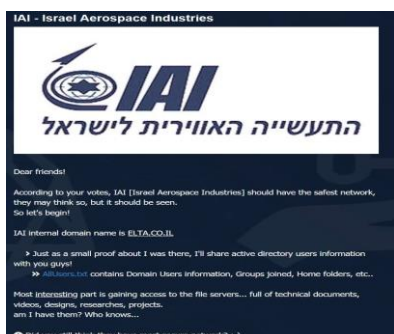 IAI - Israel Aerospace Industries
IAI
התעשייה האווירית לישראל
Dear friends!
According to your votes, IAI [Israel Aerospace Industries] should have the safest network,
they may think so, but it should be seen.
So let's begin!
IAI internal domain name is ELTA.CO.IL
> Just as a small proof about I was there, I'll share active directory users information
with you guys!
>> AllUsers.txt contains Domain Users information, Groups joined, Home folders, etc..
Most interesting part is gaining access to the file servers... full of technical documents,
videos, designs, researches, projects.
am I have them? Who knows...